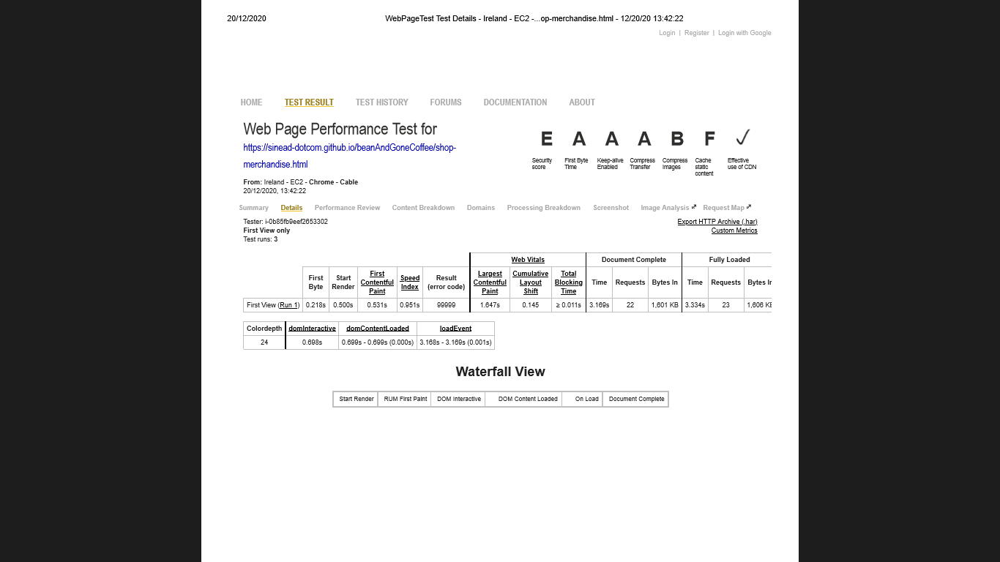 20/12/2020 WebPageTest Test Details - Ireland - EC2 -...op-merchandise.html - 12/20/20 13:42:22
Login | Register | Login with Google
HOME TEST RESULT TEST HISTORY FORUMS DOCUMENTATION ABOUT
Web Page Performance Test for
https://sinead-dotcom.github.io/beanAndGoneCoffee/shop-
merchandise.html
From: Ireland - EC2 - Chrome - Cable
20/12/2020, 13:42:22
E A A A B F ✓
Security score
First Byte Time
Keep-alive Enabled
Compress Transfer
Compress Images
Cache static content
Effective use of CDN
Summary Details Performance Review Content Breakdown Domains Processing Breakdown Screenshot Image Analysis Request Map
Tester: i-0b85fb9eef2653302
First View only
Test runs: 3
Export HTTP Archive (.har)
Custom Metrics
Web Vitals Document Complete Fully Loaded
First Byte
Start Render
First Contentful Paint
Speed Index
Result (error code)
Largest Contentful Paint
Cumulative Layout Shift
Total Blocking Time
Time Requests Bytes In Time Requests Bytes In
First View (Run 1) 0.218s 0.500s 0.531s 0.951s 99999 1.647s 0.145 ≥ 0.011s 3.169s 22 1,601 KB 3.334s 23 1,606 KB
Colordepth domInteractive domContentLoaded loadEvent
24 0.698s 0.699s - 0.699s (0.000s) 3.168s - 3.169s (0.001s)
Waterfall View
Start Render RUM First Paint DOM Interactive DOM Content Loaded On Load Document Complete